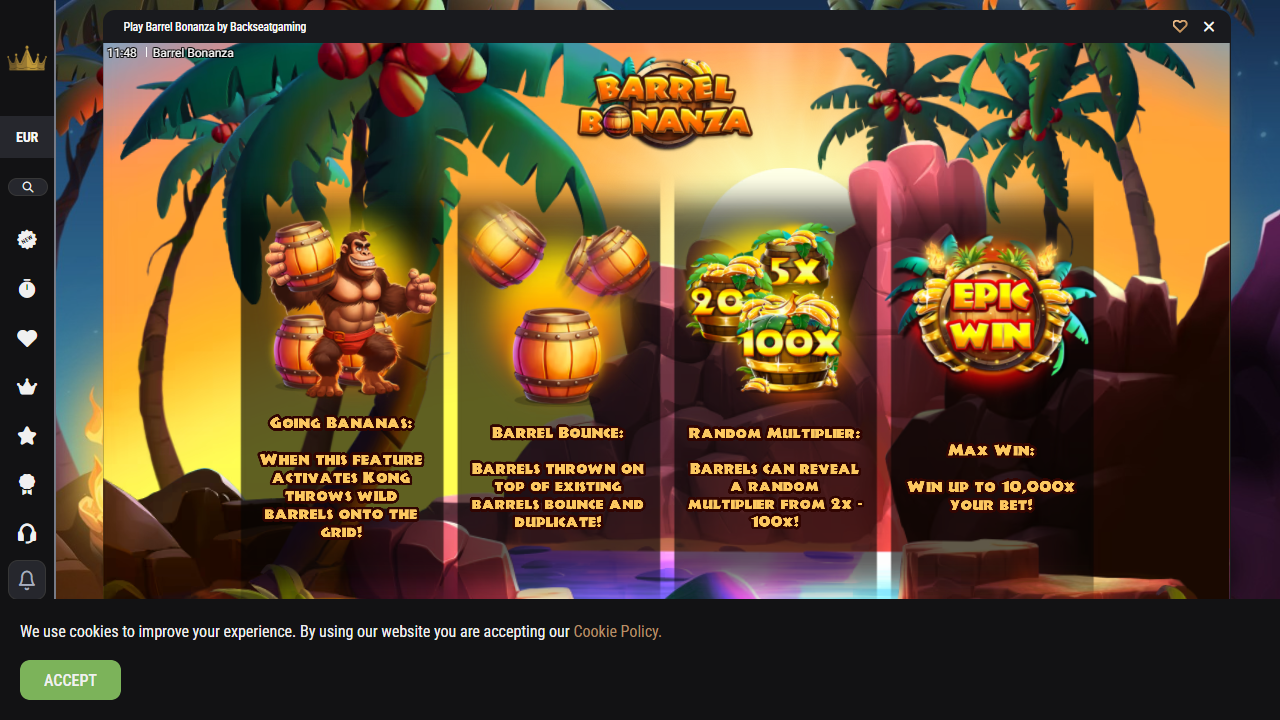 Play Barrel Bonanza by Backseatgaming
11:48 | Barrel Bonanza
BARREL
BONANZA
EUR
NEW
5X
20
100X
EPIC
WIN
Going Bananas:
When this feature
activates Kong
throws wild
barrels onto the
grid!
Barrel Bounce:
Barrels thrown on
top of existing
barrels bounce and
duplicate!
Random Multiplier:
Barrels can reveal
a random
multiplier from 2x -
100x!
Max Win:
Win up to 10,000x
your bet!
We use cookies to improve your experience. By using our website you are accepting our Cookie Policy.
ACCEPT